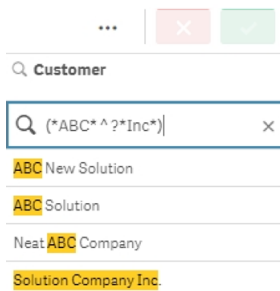 Customer
(*ABC* ^ ?*Inc*)
ABC New Solution
ABC Solution
Neat ABC Company
Solution Company Inc.